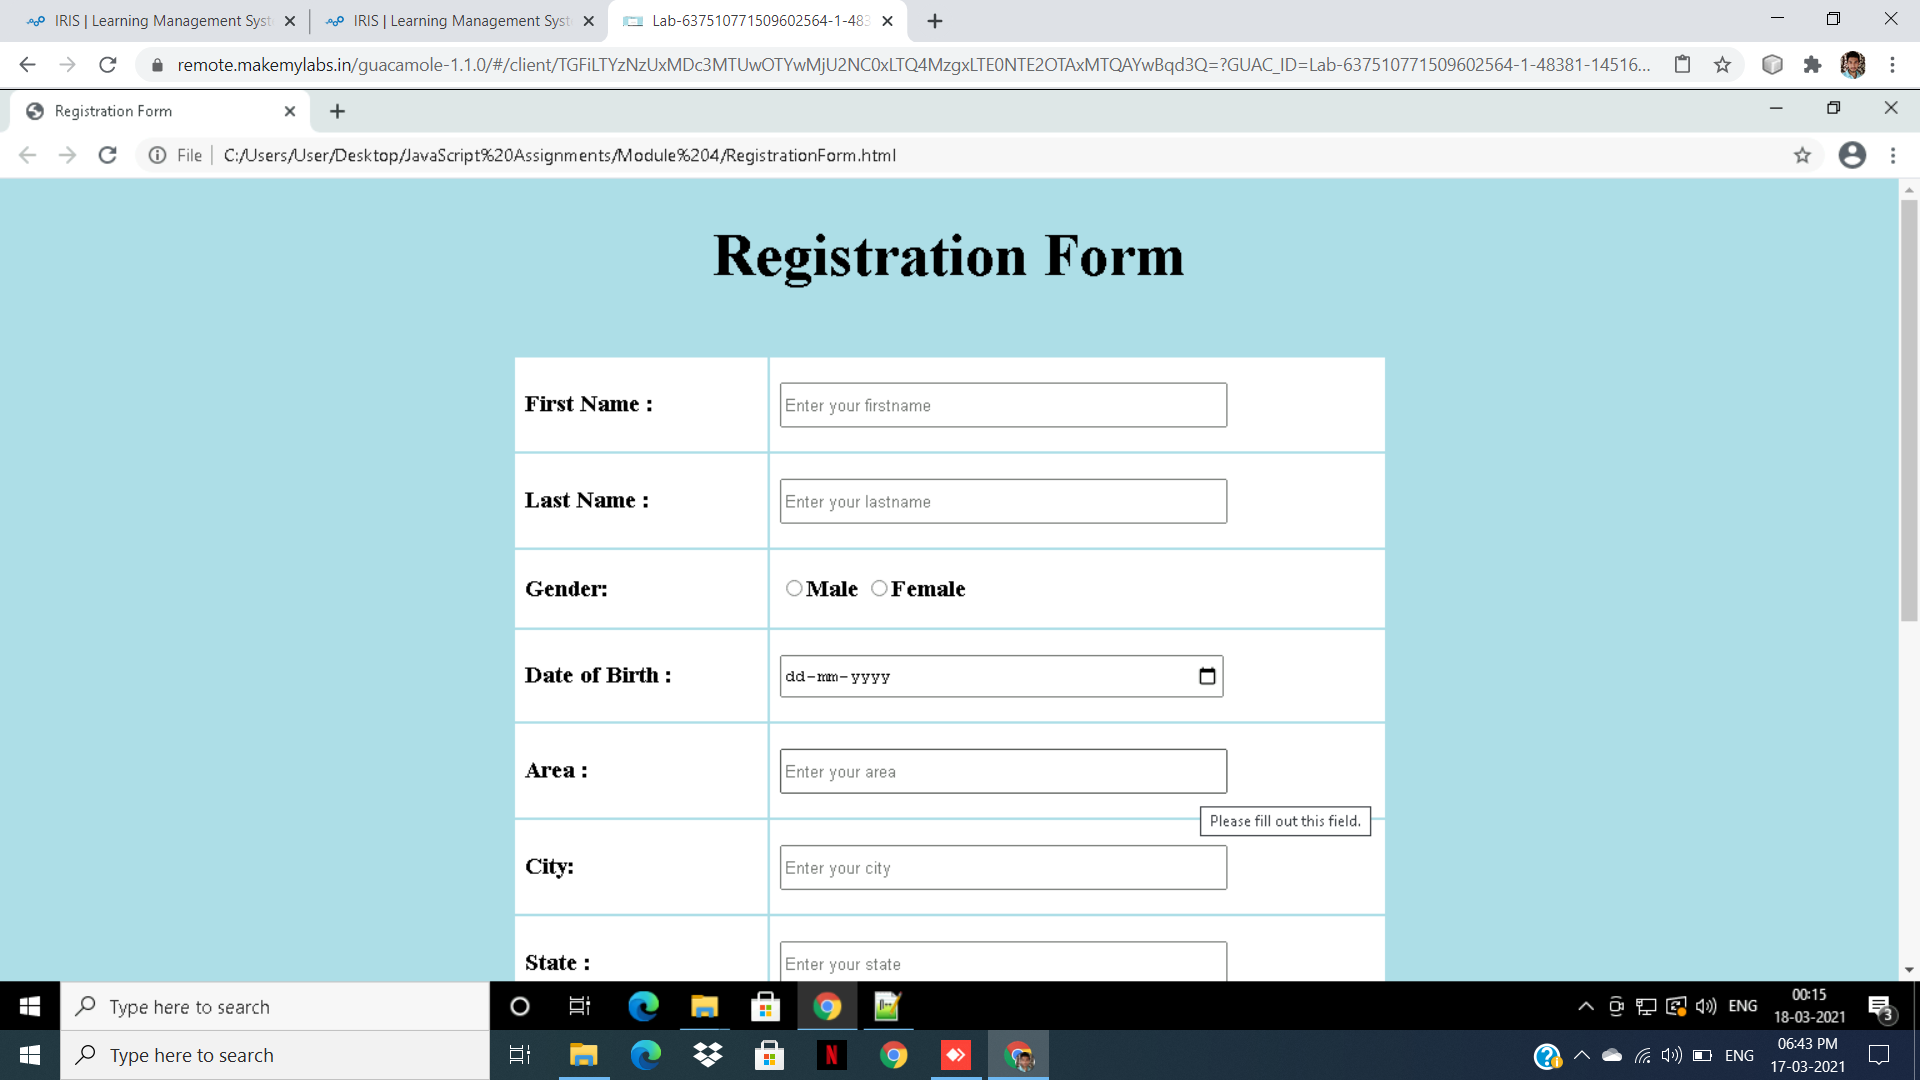 IRIS | Learning Management Syst
IRIS | Learning Management Syst
Lab-637510771509602564-1-483
remote.makemylabs.in/guacamole-1.1.0/#/client/TGFiLTYzNzUxMDc3MTUwOTYwMjU2NC0xLTQ4MzgxLTE0NTE2OTAxMTQAYwBqd3Q=?GUAC_ID=Lab-637510771509602564-1-48381-14516...
Registration Form
File
C:/Users/User/Desktop/JavaScript%20Assignments/Module%204/RegistrationForm.html
Registration Form
First Name :
Enter your firstname
Last Name :
Enter your lastname
Gender:
Male Female
Date of Birth :
dd-mm-yyyy
Area :
Enter your area
Please fill out this field.
City:
Enter your city
State :
Enter your state
Type here to search
ENG
00:15
18-03-2021
3
Type here to search
N
ENG
06:43 PM
17-03-2021